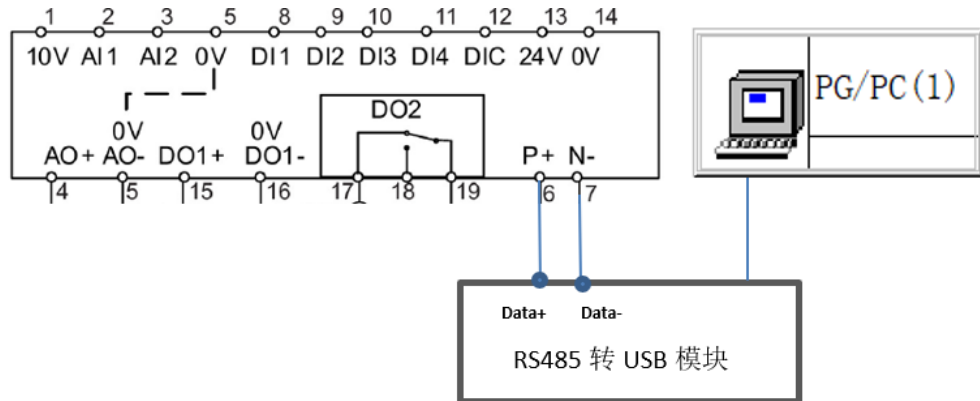 1 2 3 5 8 9 10 11 12 13 14
10V AI1 AI2 0V DI1 DI2 DI3 DI4 DIC 24V 0V
DO2
0V 0V
AO+ AO- DO1+ DO1- P+ N-
4 5 15 16 17 18 19 6 7
PG/PC(1)
Data+ Data-
RS485 转 USB 模块